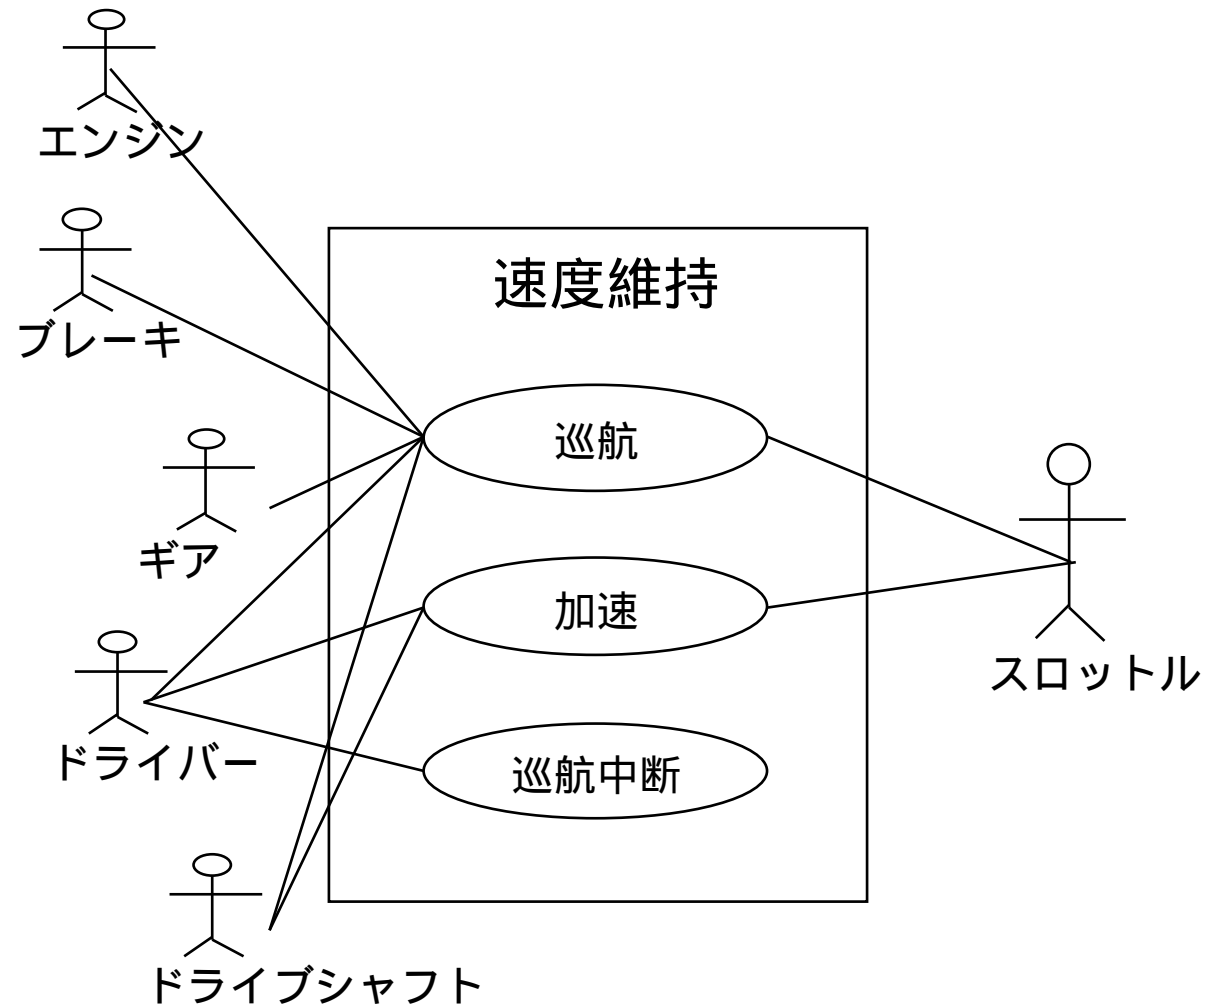 エンジン
ブレーキ
速度維持
巡航
ギア
加速
スロットル
ドライバー
巡航中断
ドライブシャフト